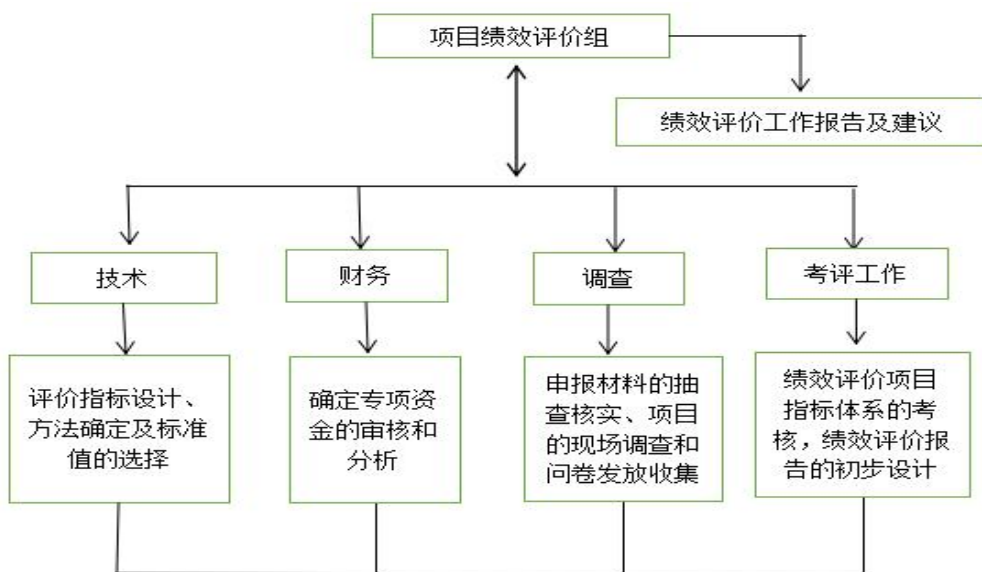 项目绩效评价组
绩效评价工作报告及建议
技术
财务
调查
考评工作
评价指标设计、
方法确定及标准
值的选择
确定专项资
金的审核和
分析
申报材料的抽
查核实、项目
的现场调查和
问卷发放收集
绩效评价项目
指标体系的考
核，绩效评价报
告的初步设计